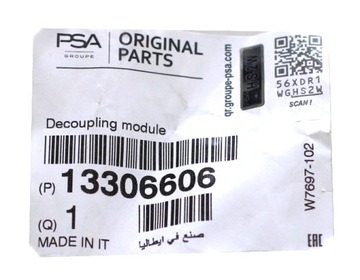 PSA
GROUPE
ORIGINAL
PARTS
qr.groupe-psa.com
56XDR1
WGHS2W
SCAN!
Decoupling module
(P) 13306606
(Q) 1
MADE IN IT
صنع في ايطاليا
W7697-102
EAC